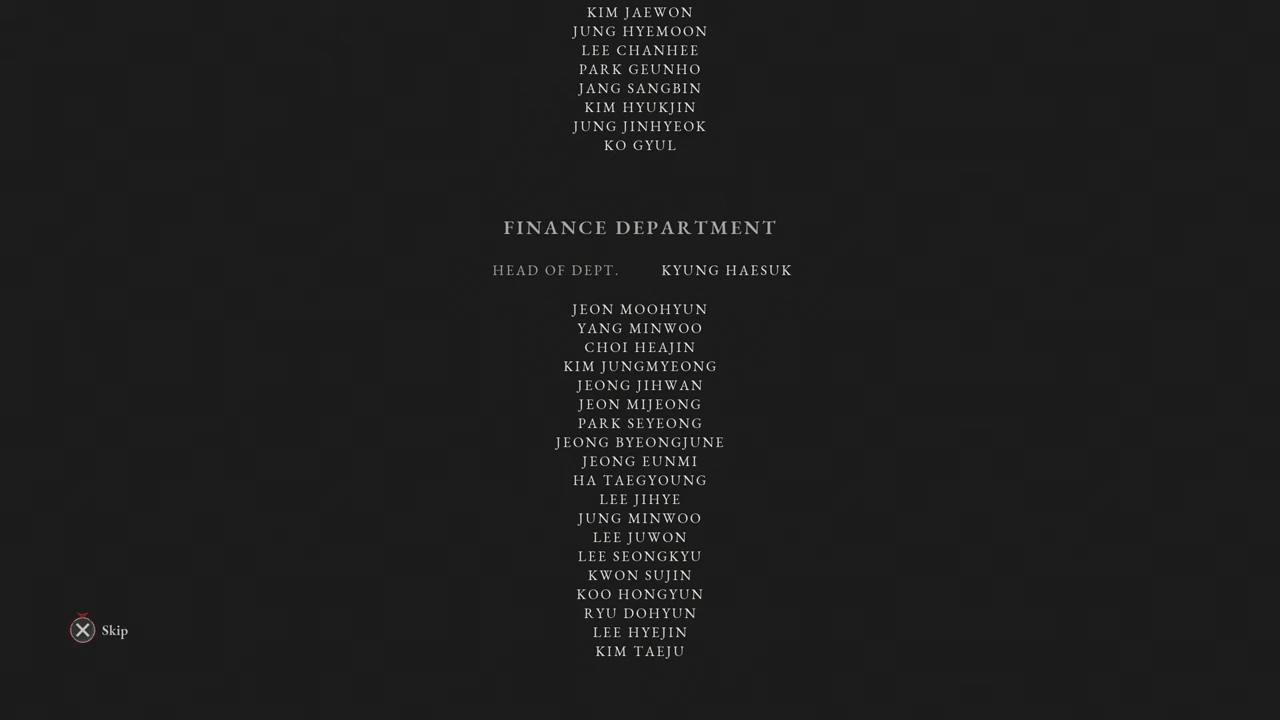 KIM JAEWON
JUNG HYEMOON
LEE CHANHEE
PARK GEUNHO
JANG SANGBIN
KIM HYUKJIN
JUNG JINHYEOK
KO GYUL
FINANCE DEPARTMENT
HEAD OF DEPT. KYUNG HAESUK
JEON MOOHYUN
YANG MINWOO
CHOI HEAJIN
KIM JUNGMYEONG
JEONG JIHWAN
JEON MIJEONG
PARK SEYEONG
JEONG BYEONGJUNE
JEONG EUNMI
HA TAEGYOUNG
LEE JIHYE
JUNG MINWOO
LEE JUWON
LEE SEONGKYU
KWON SUJIN
KOO HONGYUN
RYU DOHYUN
LEE HYEJIN
KIM TAEJU
Skip